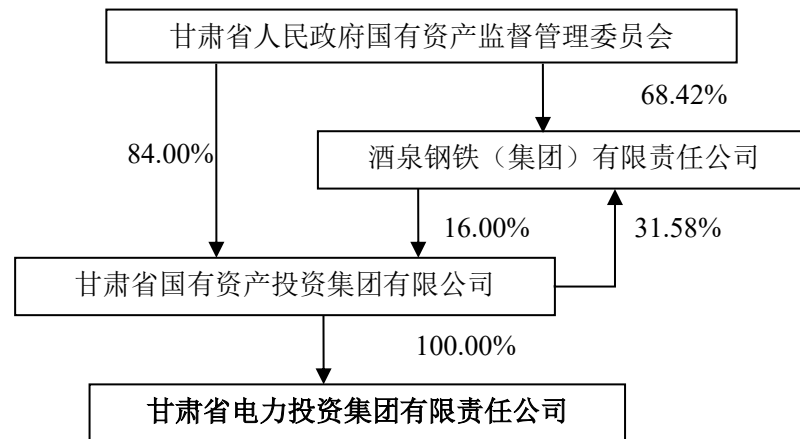 甘肃省人民政府国有资产监督管理委员会
68.42%
84.00%
酒泉钢铁（集团）有限责任公司
16.00%
31.58%
甘肃省国有资产投资集团有限公司
100.00%
甘肃省电力投资集团有限责任公司